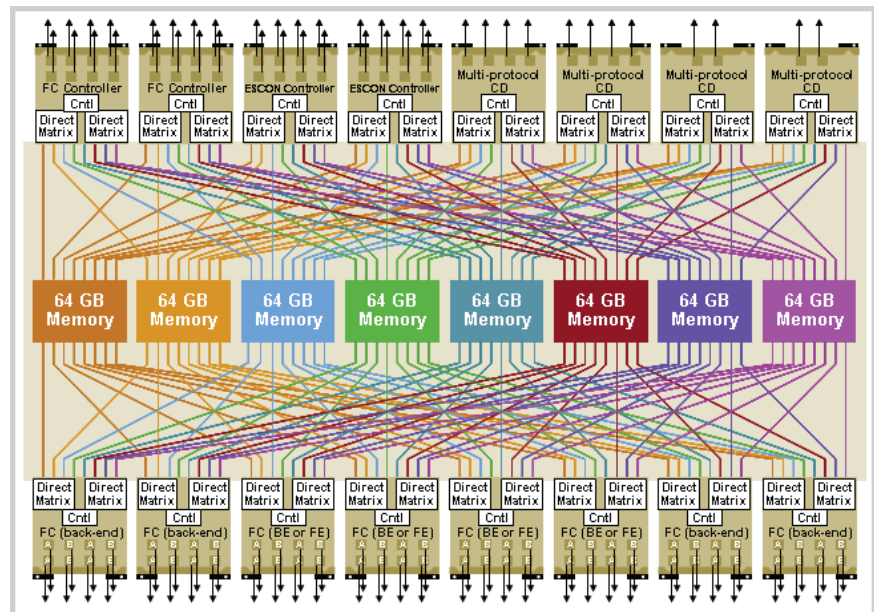 FC Controller FC Controller ESCON Controller ESCON Controller Multi-protocol CD Multi-protocol CD Multi-protocol CD Multi-protocol CD
Cntl Cntl Cntl Cntl Cntl Cntl Cntl Cntl
Direct Matrix Direct Matrix Direct Matrix Direct Matrix Direct Matrix Direct Matrix Direct Matrix Direct Matrix Direct Matrix Direct Matrix Direct Matrix Direct Matrix Direct Matrix Direct Matrix Direct Matrix Direct Matrix
64 GB 64 GB 64 GB 64 GB 64 GB 64 GB 64 GB 64 GB
Memory Memory Memory Memory Memory Memory Memory Memory
Direct Direct Direct Direct Direct Direct Direct Direct Direct Direct Direct Direct Direct Direct Direct Direct
Matrix Matrix Matrix Matrix Matrix Matrix Matrix Matrix Matrix Matrix Matrix Matrix Matrix Matrix Matrix Matrix
Cntl Cntl Cntl Cntl Cntl Cntl Cntl Cntl
FC (back-end) FC (back-end) FC (BE or FE) FC (BE or FE) FC (BE or FE) FC (BE or FE) FC (back-end) FC (back-end)
A B A B A B A B A B A B A B A B A B A B A B A B A B A B A B A B
A B A B A B A B A B A B A B A B A B A B A B A B A B A B A B A B